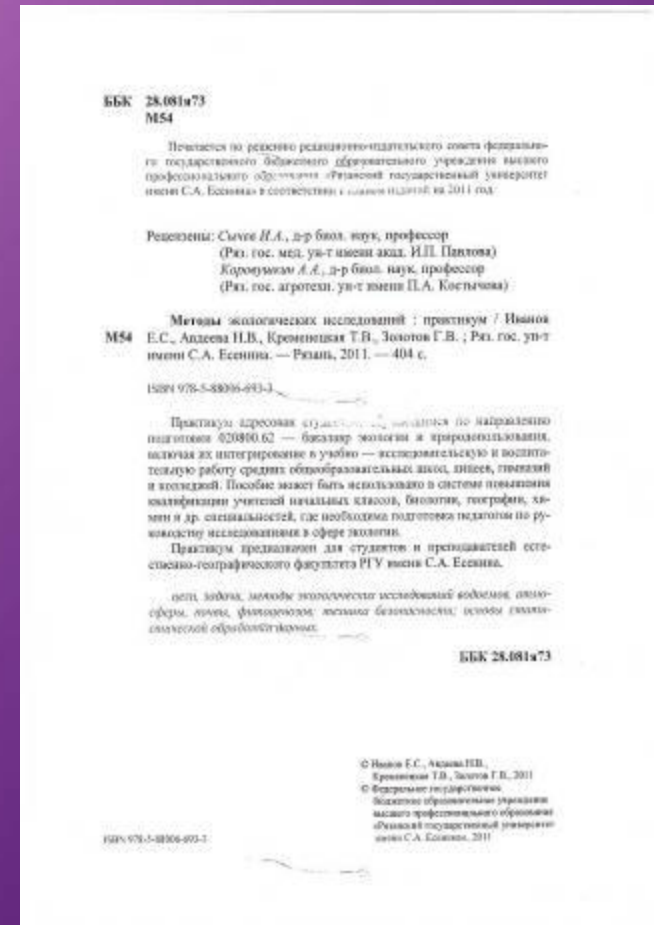 ББК 28.081я73
М54
Печатается по решению редакционно-издательского совета федерально-
го государственного бюджетного образовательного учреждения высшего
профессионального образования «Рязанский государственный университет
имени С.А. Есенина» в соответствии с планом изданий на 2011 год.
Рецензены: Сычев И.А., д-р биол. наук, профессор
(Ряз. гос. мед. ун-т имени акад. И.П. Павлова)
Коровушкин А.А., д-р биол. наук, профессор
(Ряз. гос. агротехн. ун-т имени П.А. Костычева)
Методы экологических исследований : практикум / Иванов
М54 Е.С., Авдеева Н.В., Кременецкая Т.В., Золотов Г.В. ; Ряз. гос. ун-т
имени С.А. Есенина. — Рязань, 2011. — 404 с.
ISBN 978-5-88006-693-3
Практикум адресован по направлению
подготовки 020800.62 — бакалавр экологии и природопользования,
включая их интегрирование в учебно — исследовательскую и воспита-
тельную работу средних общеобразовательных школ, лицеев, гимназий
и колледжей. Пособие может быть использовано в системе повышения
квалификации учителей начальных классов, биологии, географии, хи-
мии и др. специальностей, где необходима подготовка педагогов по ру-
ководству исследованиями в сфере экологии.
Практикум предназначен для студентов и преподавателей есте-
ственно-географического факультета РГУ имени С.А. Есенина.
цели, задачи, методы экологических исследований водоемов, атмо-
сферы, почвы, фитоценозов; техника безопасности; основы стати-
стической обработки данных.
ББК 28.081я73
© Иванов Е.С., Авдеева Н.В.,
Кременецкая Т.В., Золотов Г.В., 2011
© Федеральное государственное
бюджетное образовательное учреждение
высшего профессионального образования
«Рязанский государственный университет
имени С.А. Есенина», 2011
ISBN 978-5-88006-693-3